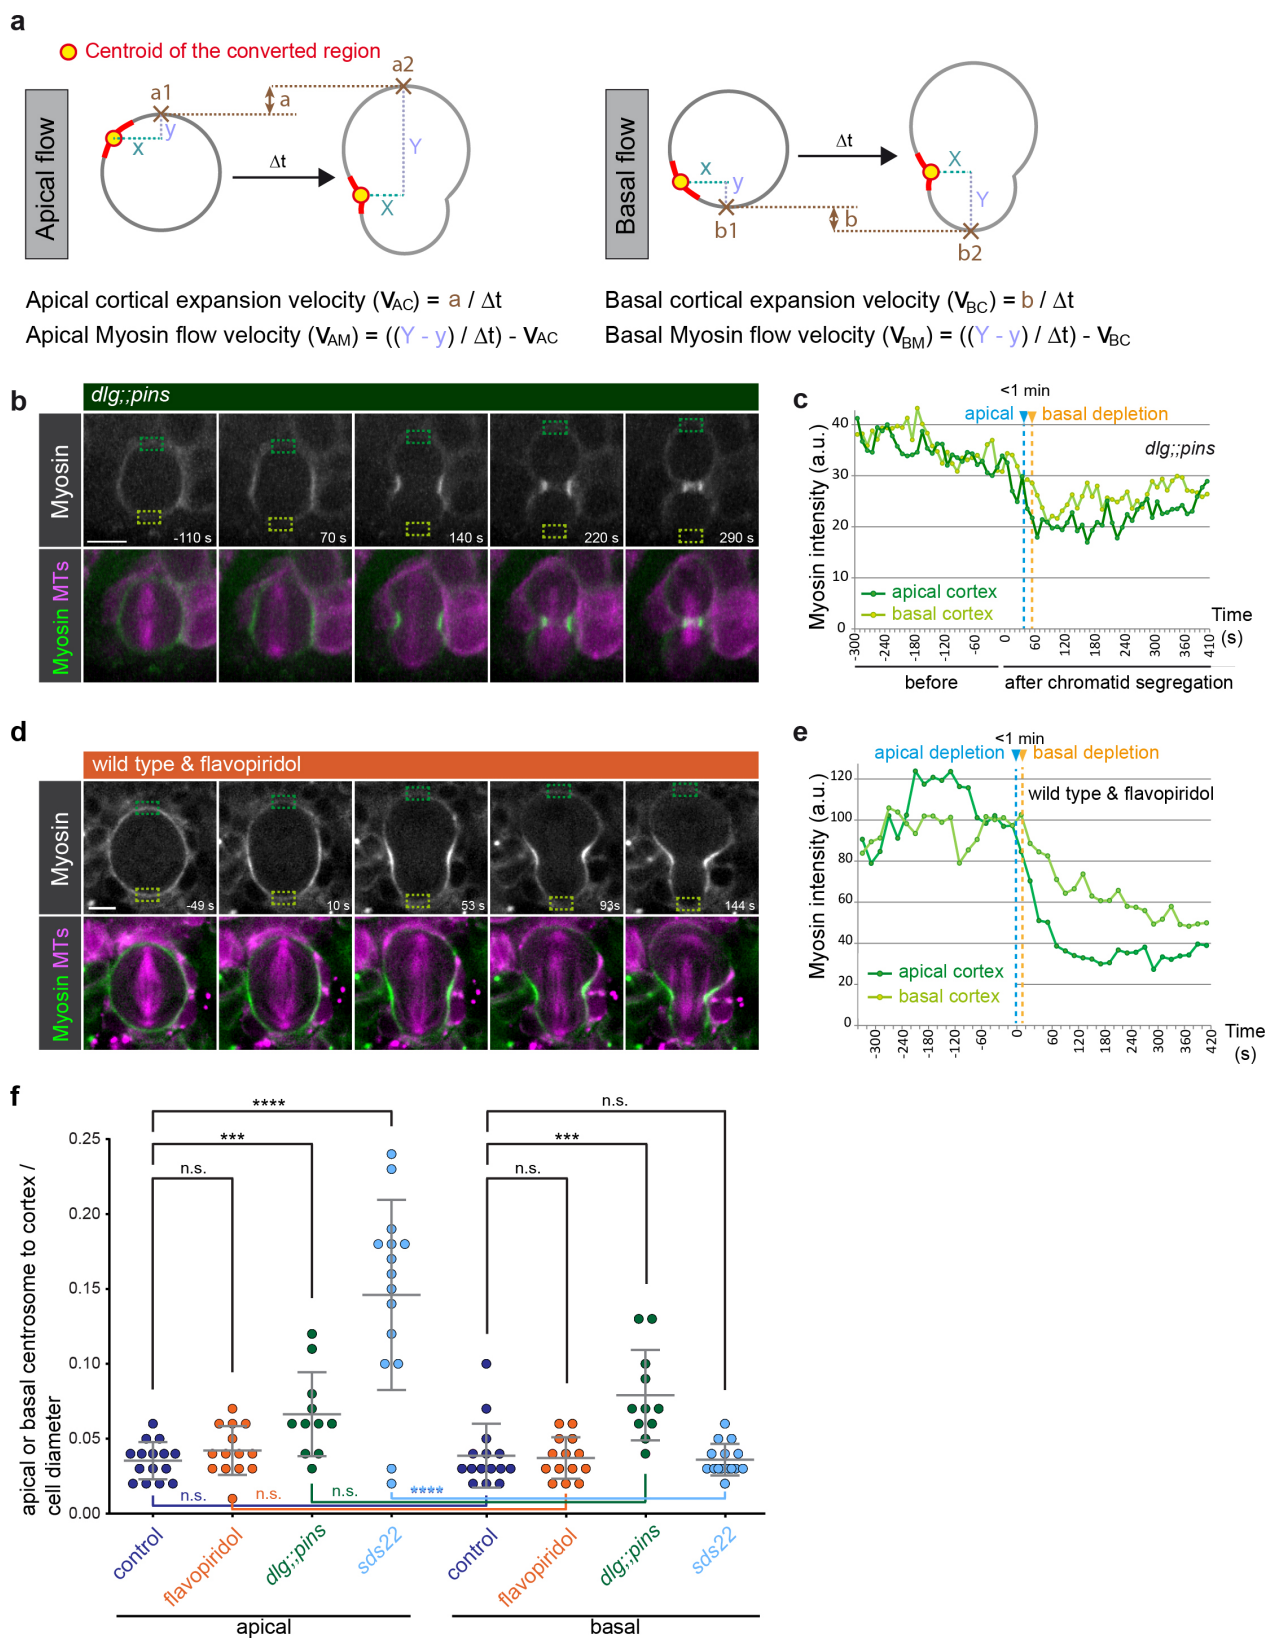 a
Centroid of the converted region
Apical flow
a1
a2
a
x
y
Δt
X
Y
Basal flow
x
y
b1
b
Δt
X
Y
b2
Apical cortical expansion velocity (VAC) = a / Δt
Apical Myosin flow velocity (VAM) = ((Y - y) / Δt) - VAC
Basal cortical expansion velocity (VBC) = b / Δt
Basal Myosin flow velocity (VBM) = ((Y - y) / Δt) - VBC
b
dlg;;pins
Myosin
-110 s
70 s
140 s
220 s
290 s
Myosin MTs
c
<1 min
apical
basal depletion
dlg;;pins
Myosin intensity (a.u.)
40
30
20
10
0
apical cortex
basal cortex
-300
-240
-180
-120
-60
0
60
120
180
240
300
360
410
Time
(s)
before
after chromatid segregation
d
wild type & flavopiridol
Myosin
-49 s
10 s
53 s
93s
144 s
Myosin MTs
e
<1 min
apical depletion
basal depletion
wild type & flavopiridol
Myosin intensity (a.u.)
120
100
80
60
40
20
0
apical cortex
basal cortex
-300
-240
-180
-120
-60
0
60
120
180
240
300
360
420
Time
(s)
f
apical or basal centrosome to cortex /
cell diameter
0.25
0.20
0.15
0.10
0.05
0.00
****
***
n.s.
n.s.
***
n.s.
n.s.
n.s.
n.s.
****
control
flavopiridol
dlg;;pins
sds22
control
flavopiridol
dlg;;pins
sds22
apical
basal